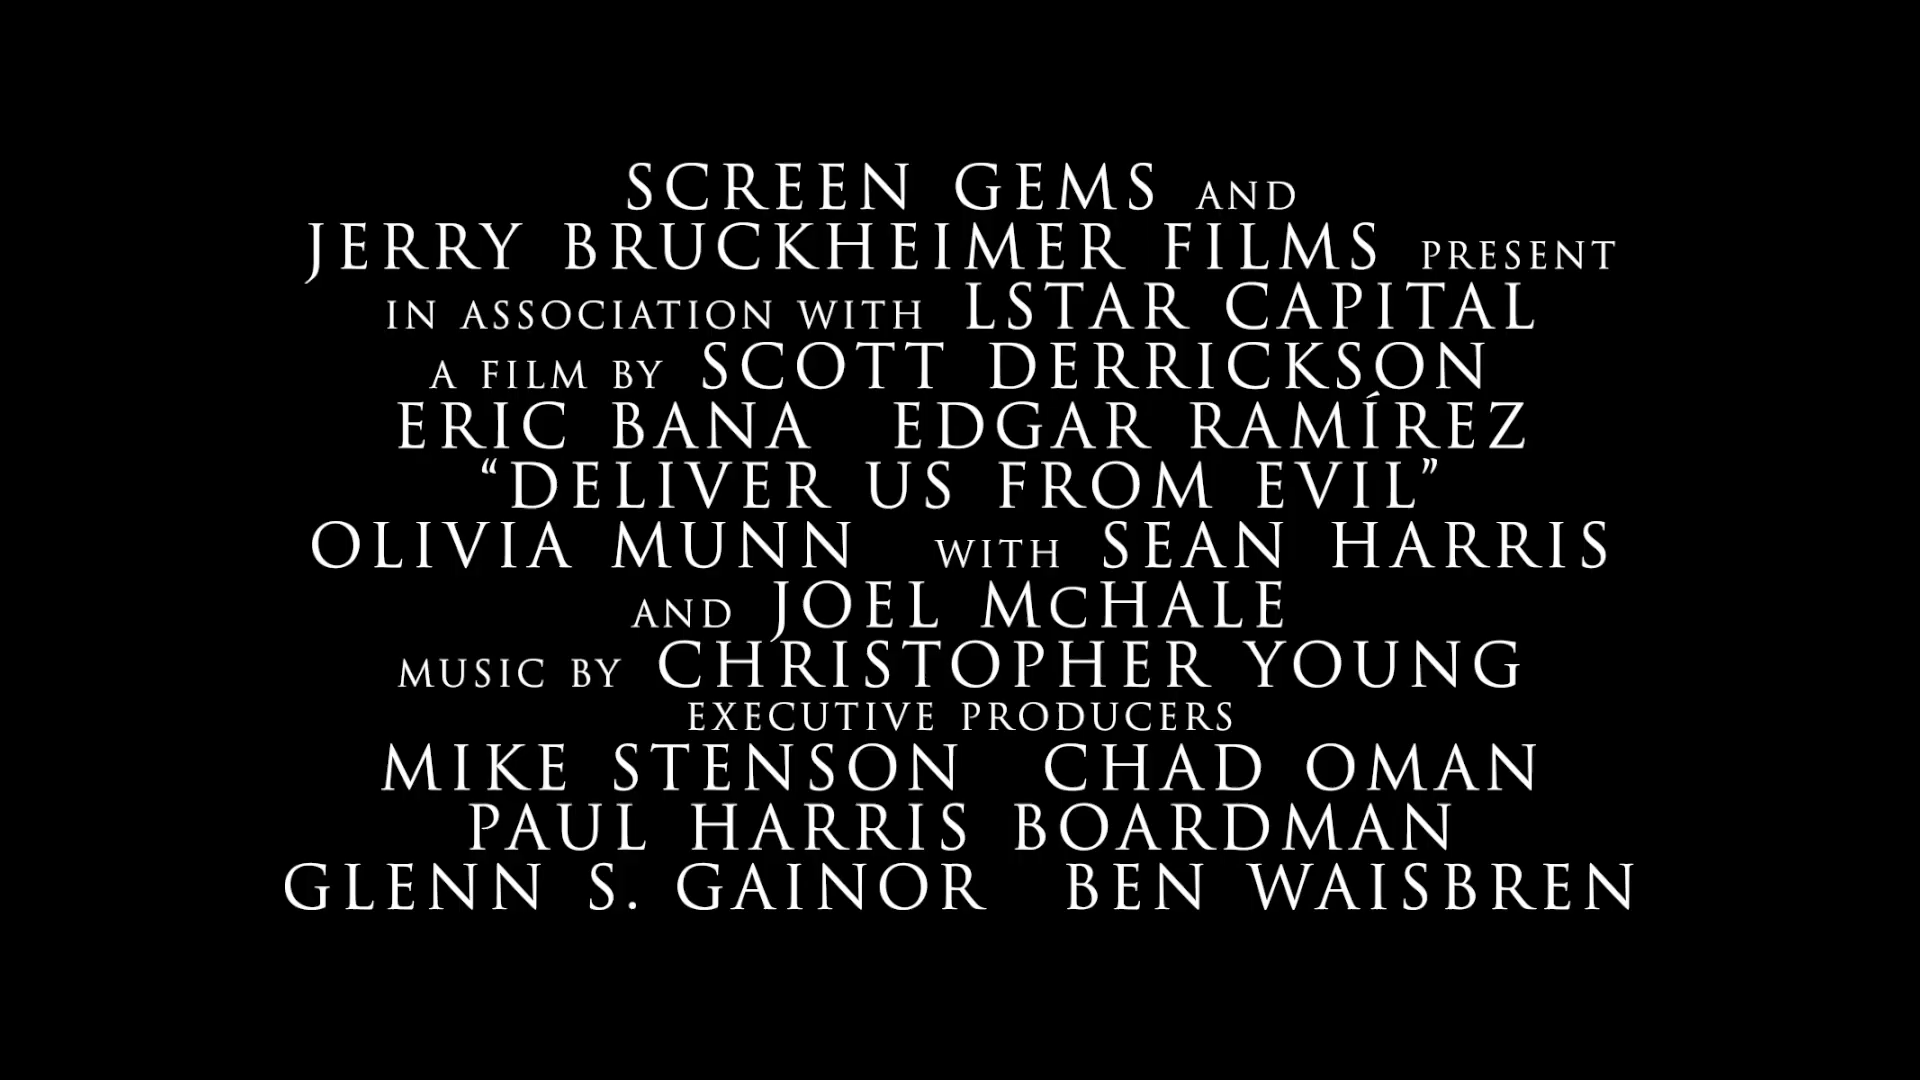 SCREEN GEMS AND
JERRY BRUCKHEIMER FILMS PRESENT
IN ASSOCIATION WITH LSTAR CAPITAL
A FILM BY SCOTT DERRICKSON
ERIC BANA EDGAR RAMÍREZ
“DELIVER US FROM EVIL”
OLIVIA MUNN WITH SEAN HARRIS
AND JOEL McHALE
MUSIC BY CHRISTOPHER YOUNG
EXECUTIVE PRODUCERS
MIKE STENSON CHAD OMAN
PAUL HARRIS BOARDMAN
GLENN S. GAINOR BEN WAISBREN